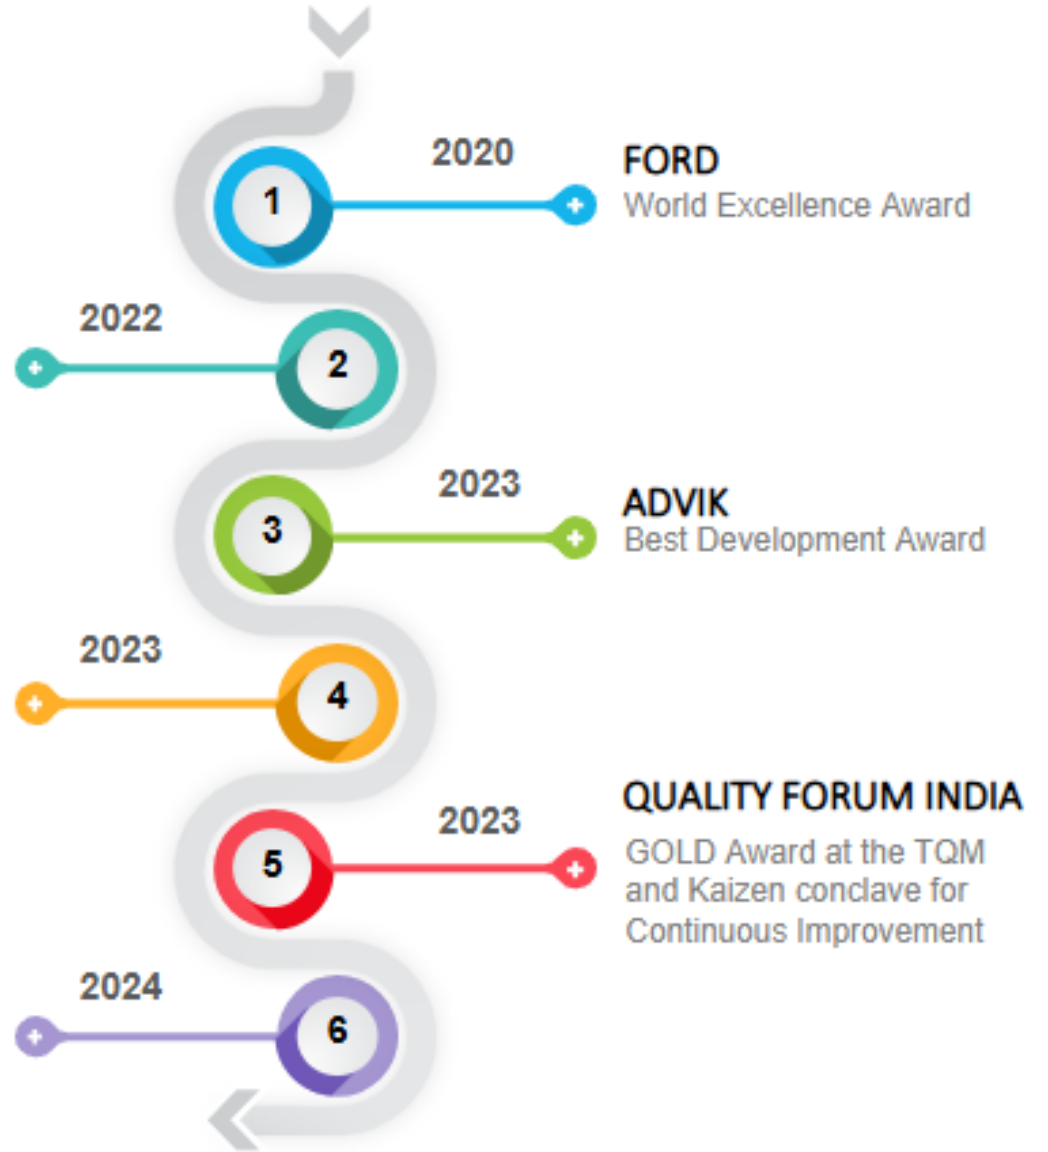 2020
FORD
World Excellence Award
1
2022
2
2023
ADVIK
Best Development Award
3
2023
4
QUALITY FORUM INDIA
2023
GOLD Award at the TQM
and Kaizen conclave for
Continuous Improvement
5
2024
6